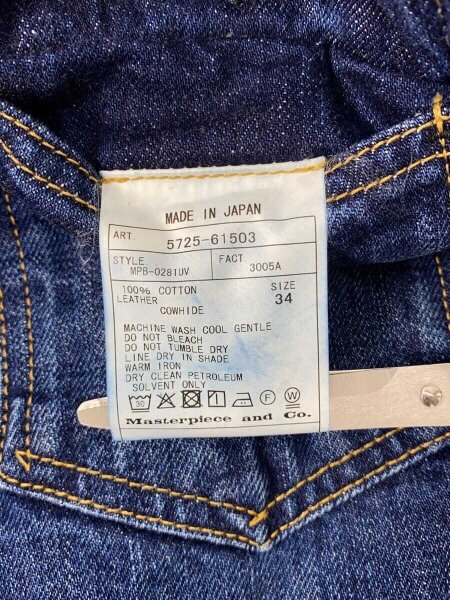 MADE IN JAPAN
ART. 5725-61503
STYLE MPB-0281UV FACT 3005A
100% COTTON SIZE
LEATHER 34
COWHIDE
MACHINE WASH COOL GENTLE
DO NOT BLEACH
DO NOT TUMBLE DRY
LINE DRY IN SHADE
WARM IRON
DRY CLEAN PETROLEUM
SOLVENT ONLY
30 F W
Masterpiece and Co.